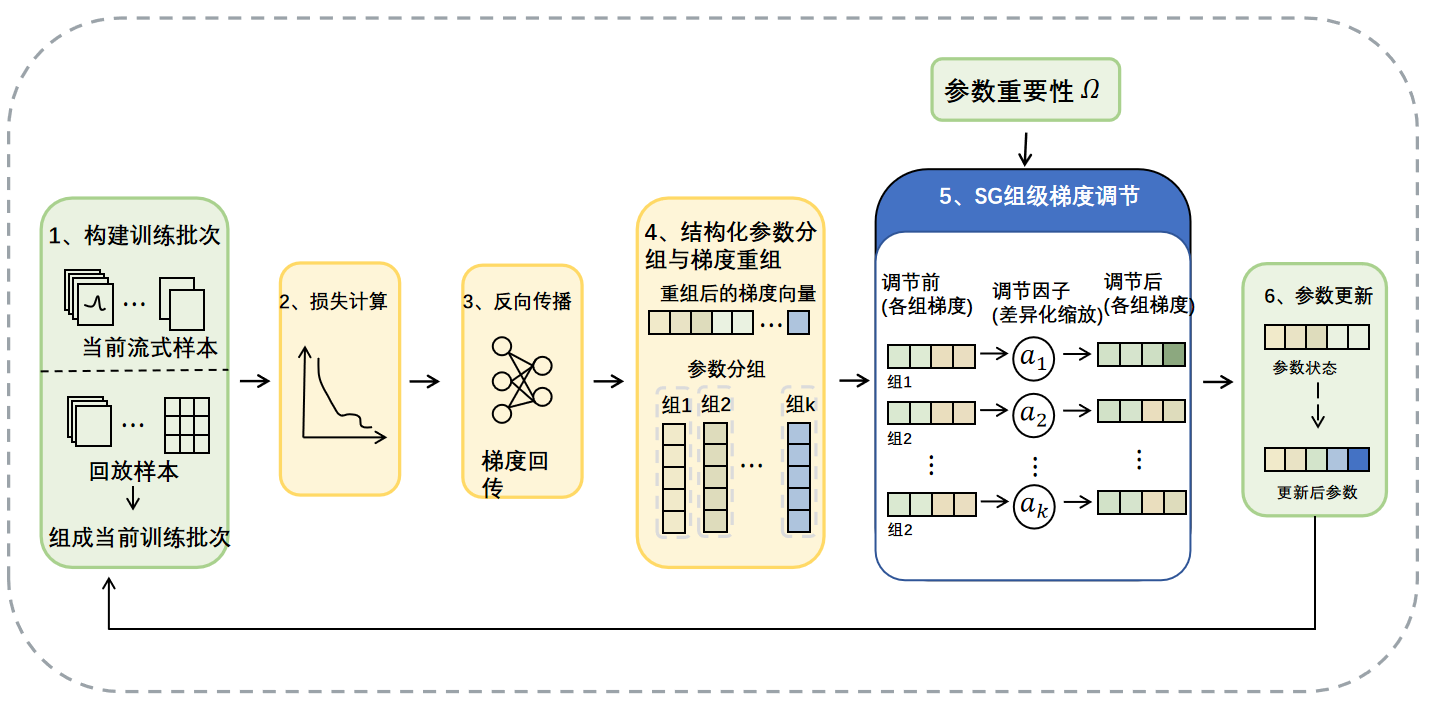 参数重要性 Ω
1、构建训练批次
...
当前流式样本
...
回放样本
组成当前训练批次
2、损失计算
3、反向传播
梯度回
传
4、结构化参数分
组与梯度重组
重组后的梯度向量
...
参数分组
组1 组2 组k
...
5、SG组级梯度调节
调节前
(各组梯度)
调节因子
(差异化缩放)
调节后
(各组梯度)
a1
组1
a2
组2
⋮ ⋮ ⋮
ak
组2
6、参数更新
参数状态
更新后参数